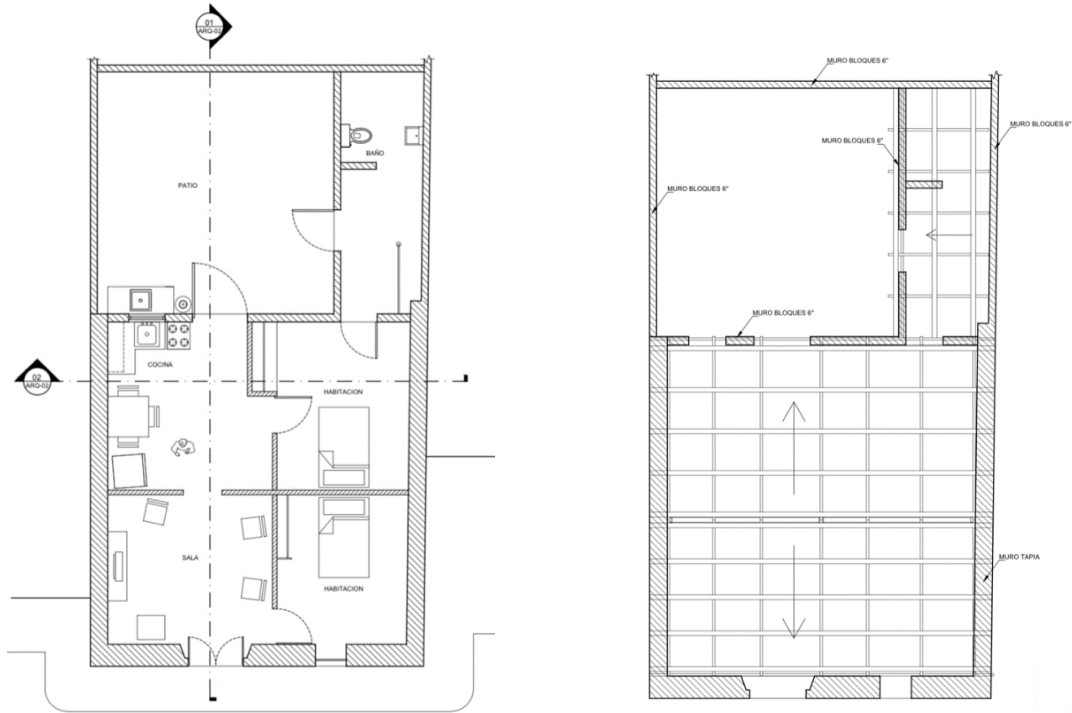 01
ARQ-02
BAÑO
PATIO
COCINA
02
ARQ-02
HABITACION
SALA
HABITACION
MURO BLOQUES 6"
MURO BLOQUES 6"
MURO BLOQUES 6"
MURO BLOQUES 6"
MURO BLOQUES 6"
MURO TAPIA